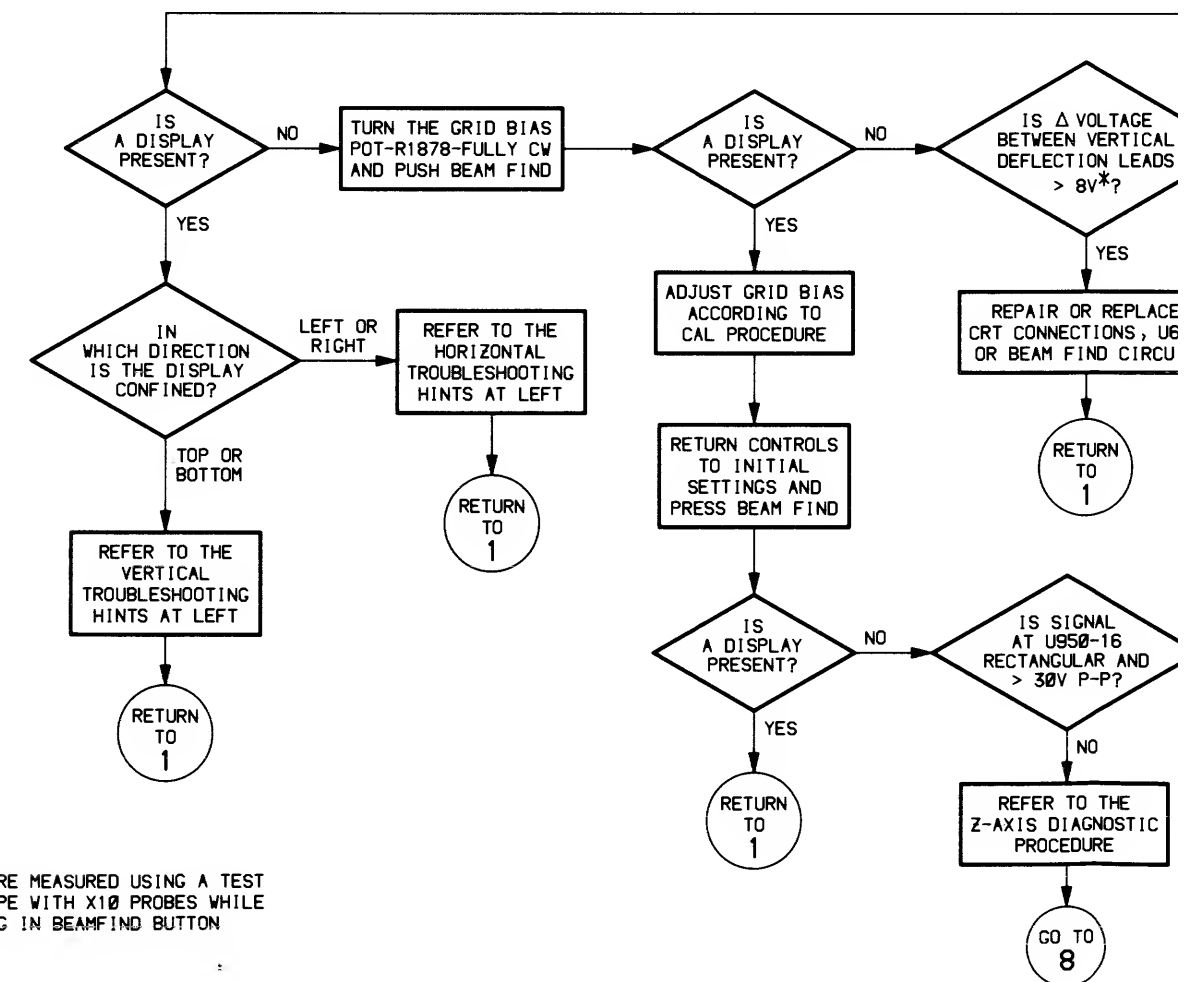 IS
A DISPLAY
PRESENT?
NO
YES
TURN THE GRID BIAS
POT-R1878-FULLY CW
AND PUSH BEAM FIND
IS
A DISPLAY
PRESENT?
NO
YES
IS Δ VOLTAGE
BETWEEN VERTICAL
DEFLECTION LEADS
> 8V*?
YES
IN
WHICH DIRECTION
IS THE DISPLAY
CONFINED?
LEFT OR
RIGHT
TOP OR
BOTTOM
REFER TO THE
HORIZONTAL
TROUBLESHOOTING
HINTS AT LEFT
RETURN
TO
1
REFER TO THE
VERTICAL
TROUBLESHOOTING
HINTS AT LEFT
RETURN
TO
1
ADJUST GRID BIAS
ACCORDING TO
CAL PROCEDURE
RETURN CONTROLS
TO INITIAL
SETTINGS AND
PRESS BEAM FIND
IS
A DISPLAY
PRESENT?
NO
YES
RETURN
TO
1
REPAIR OR REPLACE
CRT CONNECTIONS, U6
OR BEAM FIND CIRCU
RETURN
TO
1
IS SIGNAL
AT U950-16
RECTANGULAR AND
> 30V P-P?
NO
REFER TO THE
Z-AXIS DIAGNOSTIC
PROCEDURE
GO TO
8
RE MEASURED USING A TEST
PE WITH X10 PROBES WHILE
G IN BEAMFIND BUTTON